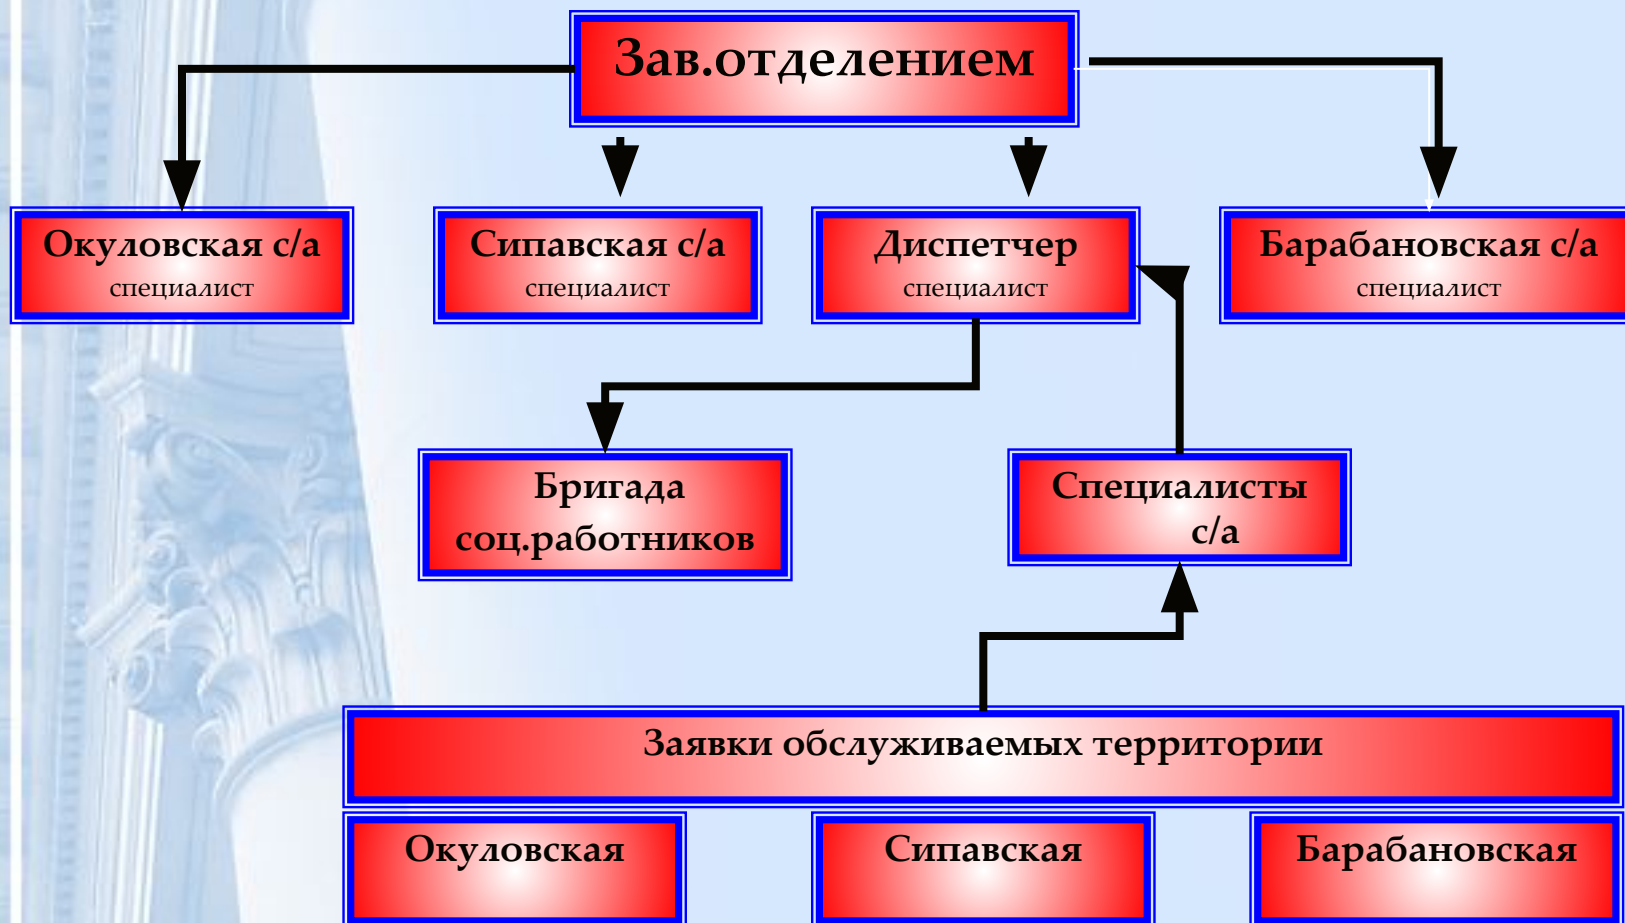 Зав.отделением
Окуловская с/а
специалист
Сипавская с/а
специалист
Диспетчер
специалист
Барабановская с/а
специалист
Бригада
соц.работников
Специалисты
с/а
Заявки обслуживаемых территории
Окуловская
Сипавская
Барабановская